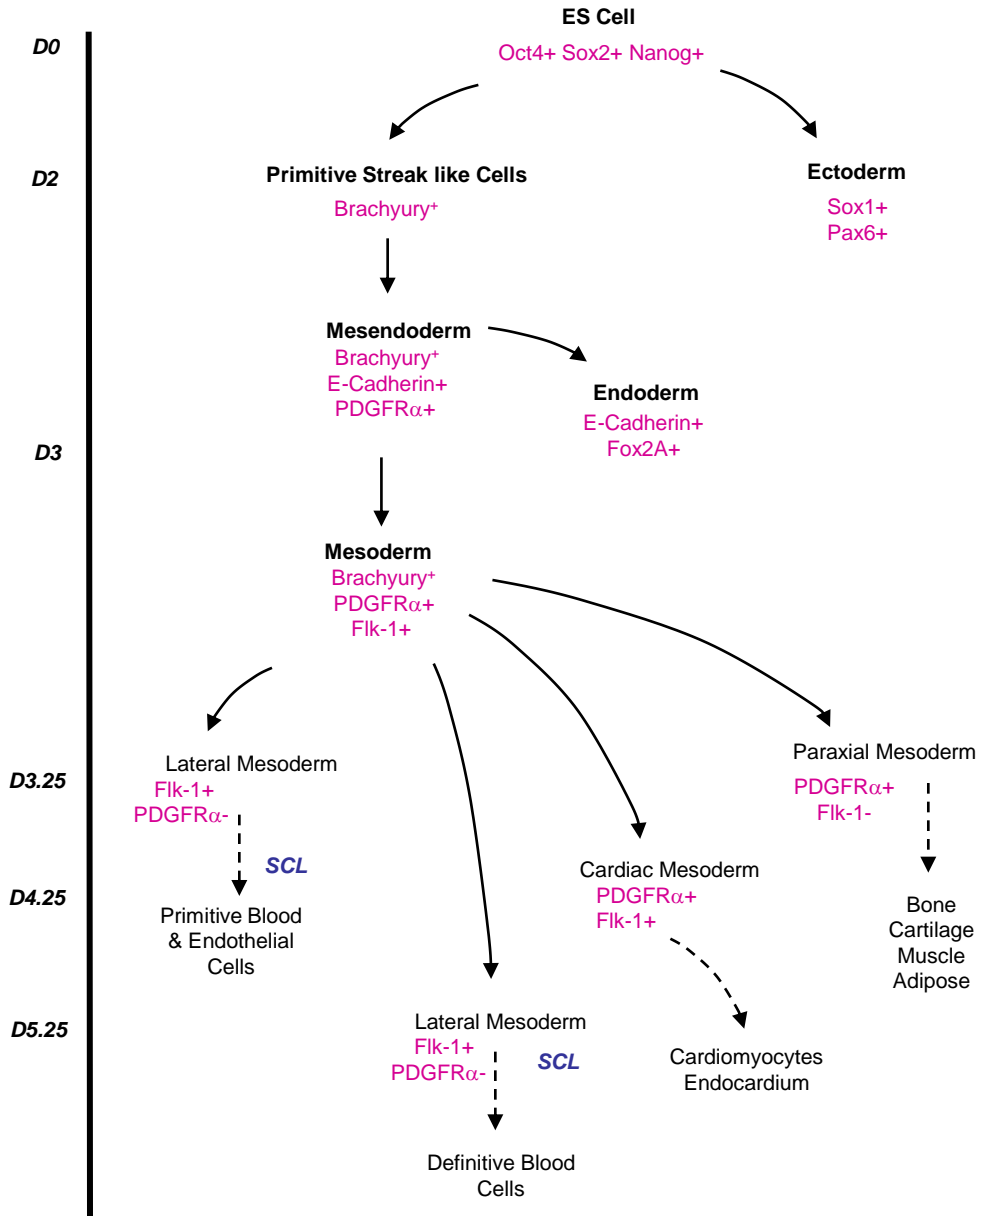 ES Cell
D0
Oct4+ Sox2+ Nanog+
D2
Primitive Streak like Cells
Brachyury⁺
Ectoderm
Sox1+
Pax6+
Mesendoderm
Brachyury⁺
E-Cadherin+
PDGFRα+
Endoderm
E-Cadherin+
Fox2A+
D3
Mesoderm
Brachyury⁺
PDGFRα+
Flk-1+
D3.25
Lateral Mesoderm
Flk-1+
PDGFRα-
SCL
Paraxial Mesoderm
PDGFRα+
Flk-1-
D4.25
Primitive Blood
& Endothelial
Cells
Cardiac Mesoderm
PDGFRα+
Flk-1+
Bone
Cartilage
Muscle
Adipose
D5.25
Lateral Mesoderm
Flk-1+
PDGFRα-
SCL
Cardiomyocytes
Endocardium
Definitive Blood
Cells